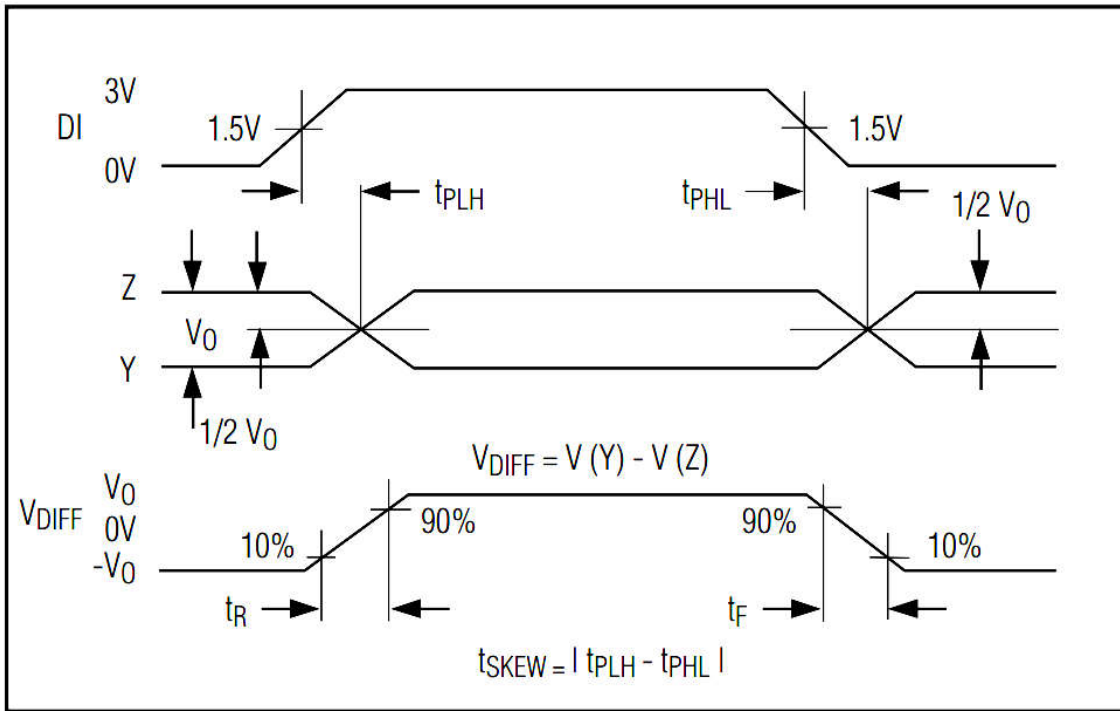 3V
DI
1.5V
1.5V
0V
tPLH
tPHL
1/2 VO
Z
VO
Y
1/2 VO
VDIFF = V (Y) - V (Z)
VO
VDIFF
0V
90%
90%
10%
10%
-VO
tR
tF
tSKEW = | tPLH - tPHL |